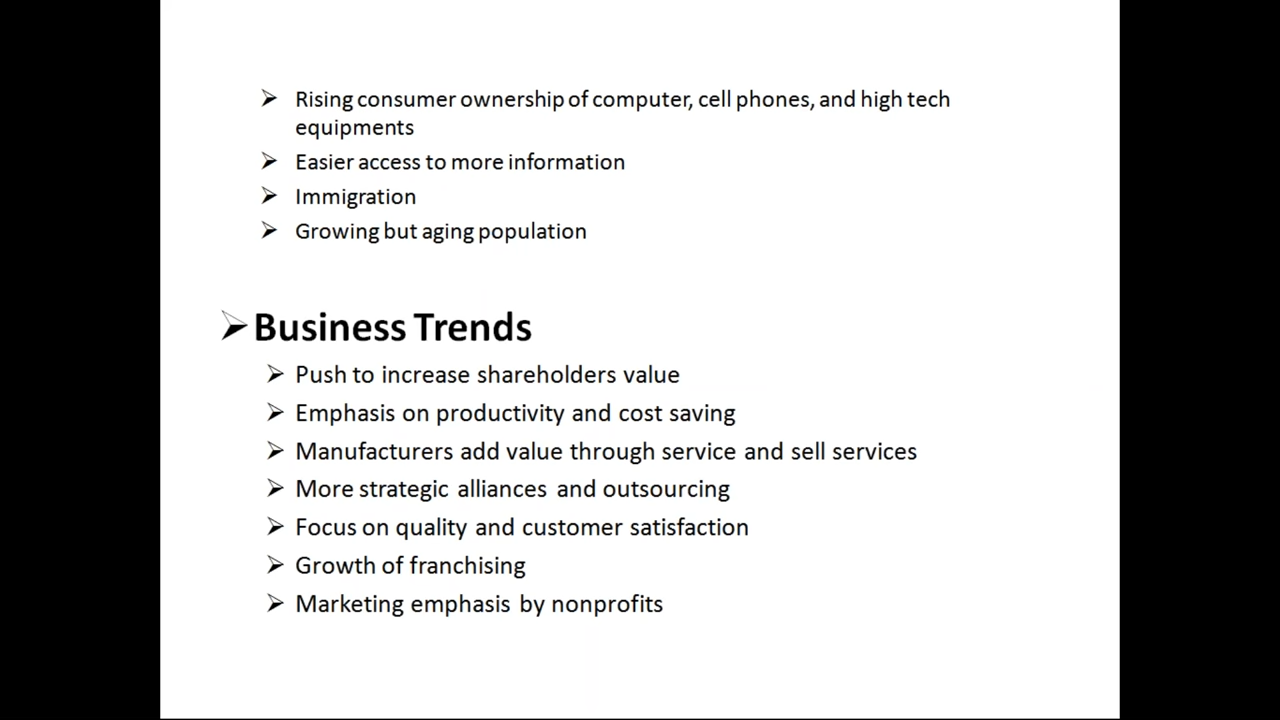 ➢ Rising consumer ownership of computer, cell phones, and high tech
equipments
➢ Easier access to more information
➢ Immigration
➢ Growing but aging population
➢ Business Trends
➢ Push to increase shareholders value
➢ Emphasis on productivity and cost saving
➢ Manufacturers add value through service and sell services
➢ More strategic alliances and outsourcing
➢ Focus on quality and customer satisfaction
➢ Growth of franchising
➢ Marketing emphasis by nonprofits